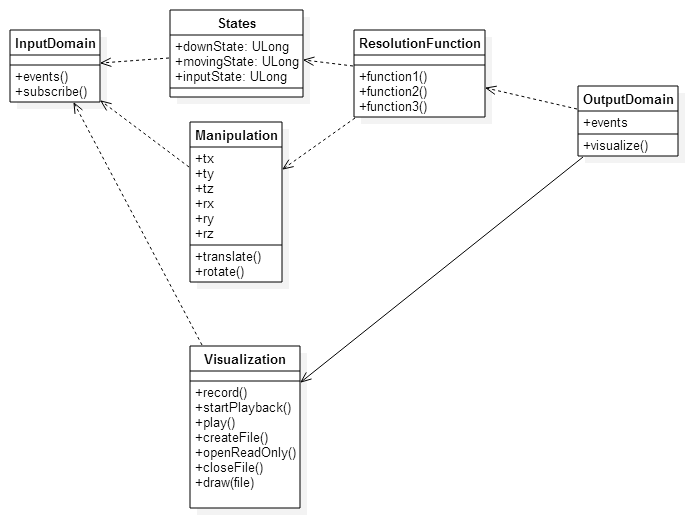 InputDomain
+events()
+subscribe()
States
+downState: ULong
+movingState: ULong
+inputState: ULong
ResolutionFunction
+function1()
+function2()
+function3()
OutputDomain
+events
+visualize()
Manipulation
+tx
+ty
+tz
+rx
+ry
+rz
+translate()
+rotate()
Visualization
+record()
+startPlayback()
+play()
+createFile()
+openReadOnly()
+closeFile()
+draw(file)